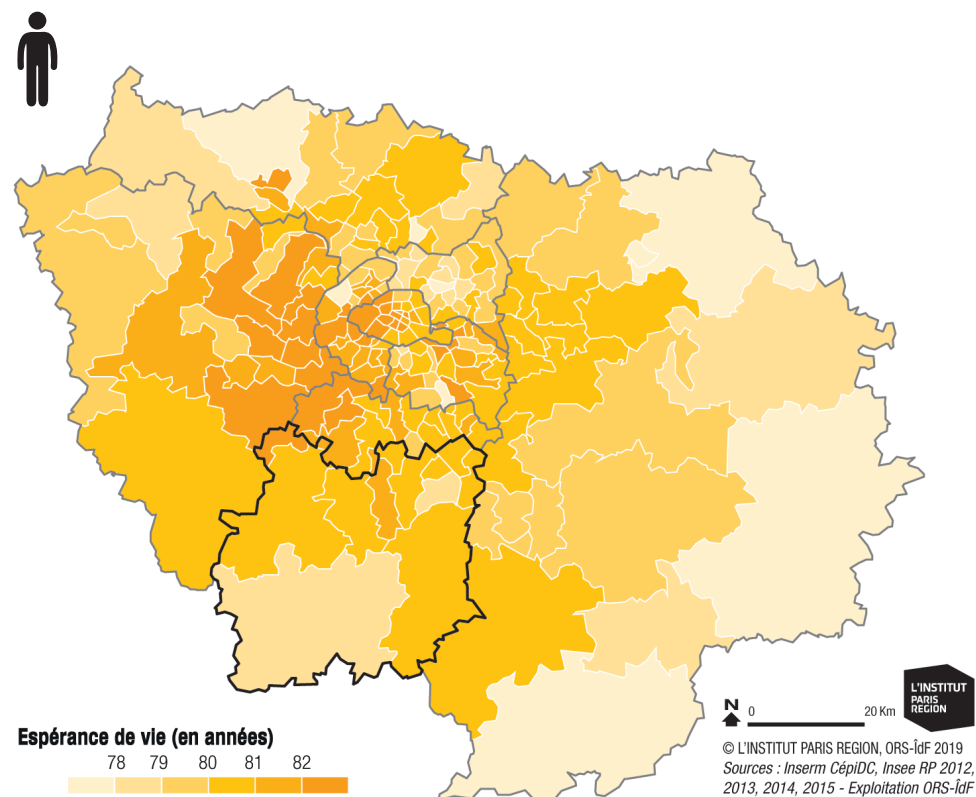 L'INSTITUT
PARIS
REGION
N
0 20 Km
Espérance de vie (en années)
78 79 80 81 82
© L'INSTITUT PARIS REGION, ORS-ÎdF 2019
Sources : Inserm CépiDC, Insee RP 2012,
2013, 2014, 2015 - Exploitation ORS-ÎdF